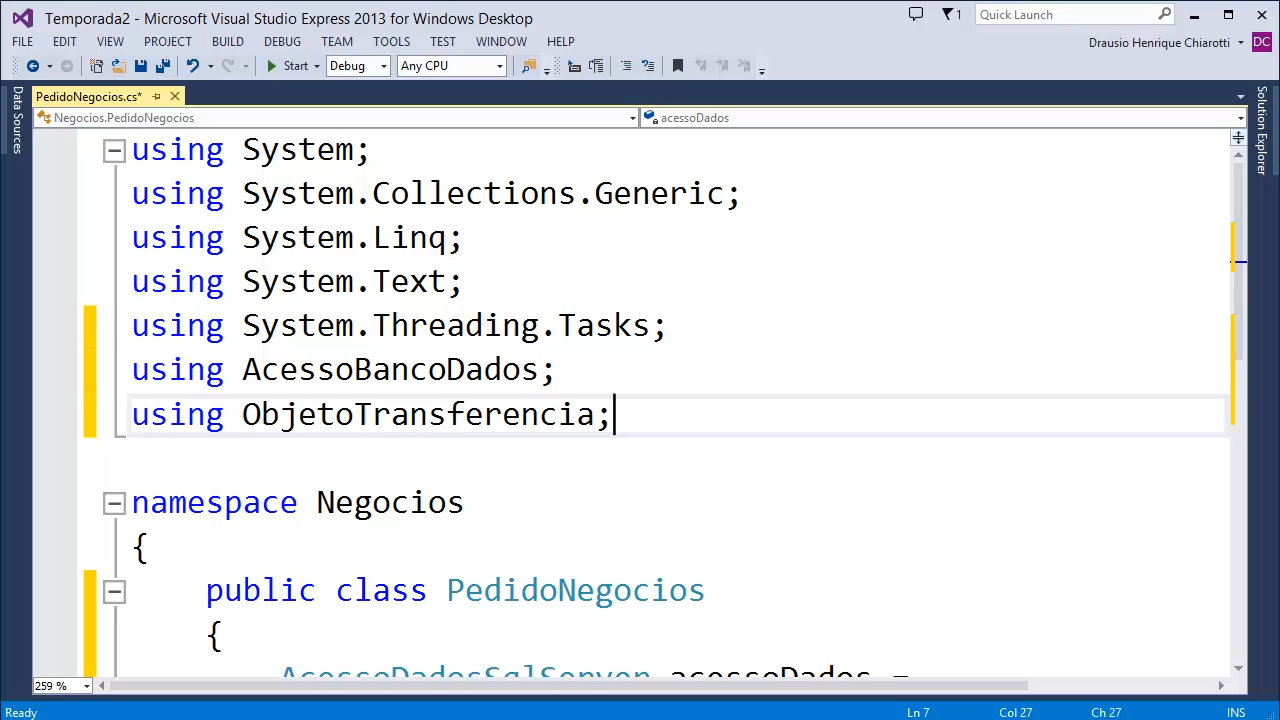 Temporada2 - Microsoft Visual Studio Express 2013 for Windows Desktop
1
Quick Launch
FILE EDIT VIEW PROJECT BUILD DEBUG TEAM TOOLS TEST WINDOW HELP
Drausio Henrique Chiarotti
DC
Start
Debug
Any CPU
Data Sources
PedidoNegocios.cs*
Solution Explorer
Negocios.PedidoNegocios
acessoDados
using System;
using System.Collections.Generic;
using System.Linq;
using System.Text;
using System.Threading.Tasks;
using AcessoBancoDados;
using ObjetoTransferencia;
namespace Negocios
{
public class PedidoNegocios
{
AcessoDadosSqlServer acessoDados =
259 %
Ready
Ln 7
Col 27
Ch 27
INS